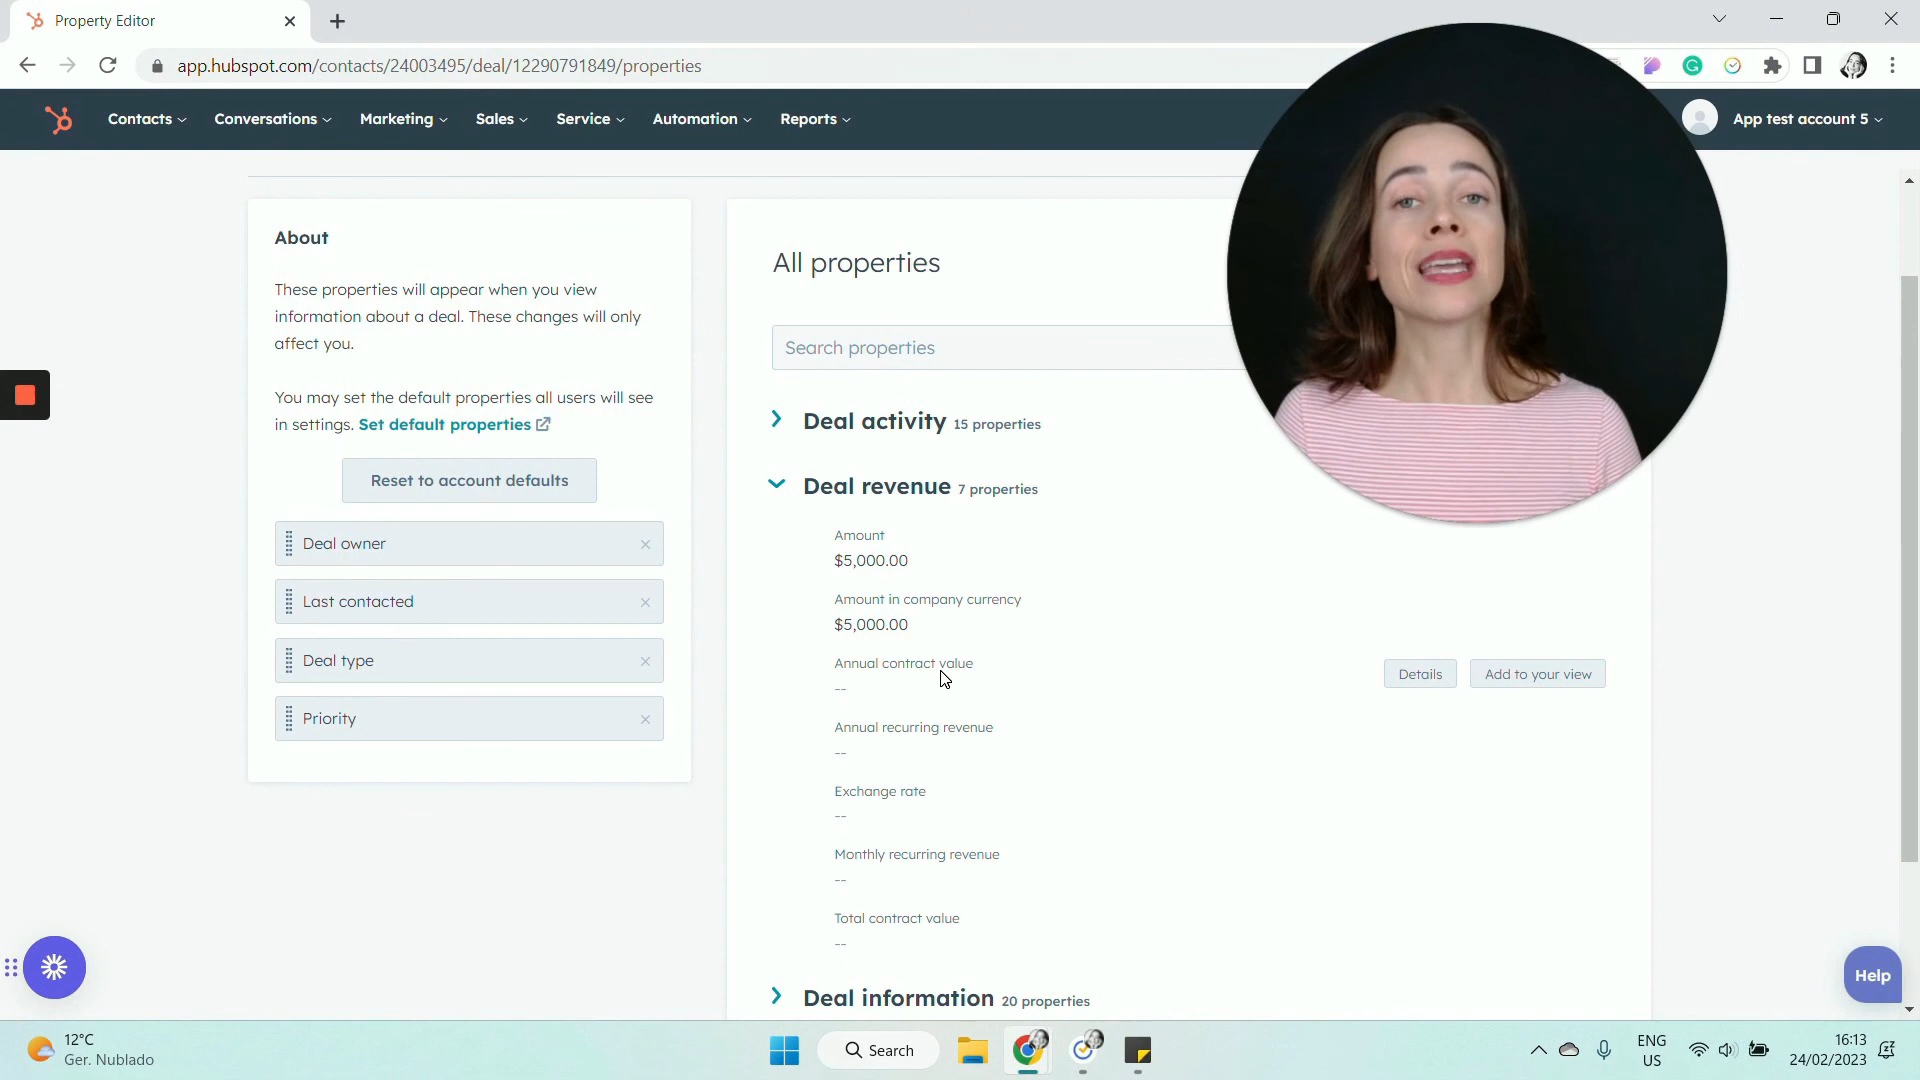 Property Editor
app.hubspot.com/contacts/24003495/deal/12290791849/properties
Contacts
Conversations
Marketing
Sales
Service
Automation
Reports
App test account 5
About
These properties will appear when you view
information about a deal. These changes will only
affect you.
You may set the default properties all users will see
in settings. Set default properties
Reset to account defaults
Deal owner
Last contacted
Deal type
Priority
All properties
Search properties
Deal activity 15 properties
Deal revenue 7 properties
Amount
$5,000.00
Amount in company currency
$5,000.00
Annual contract value
--
Details
Add to your view
Annual recurring revenue
--
Exchange rate
--
Monthly recurring revenue
--
Total contract value
--
Deal information 20 properties
Help
12°C
Ger. Nublado
Search
ENG
US
16:13
24/02/2023